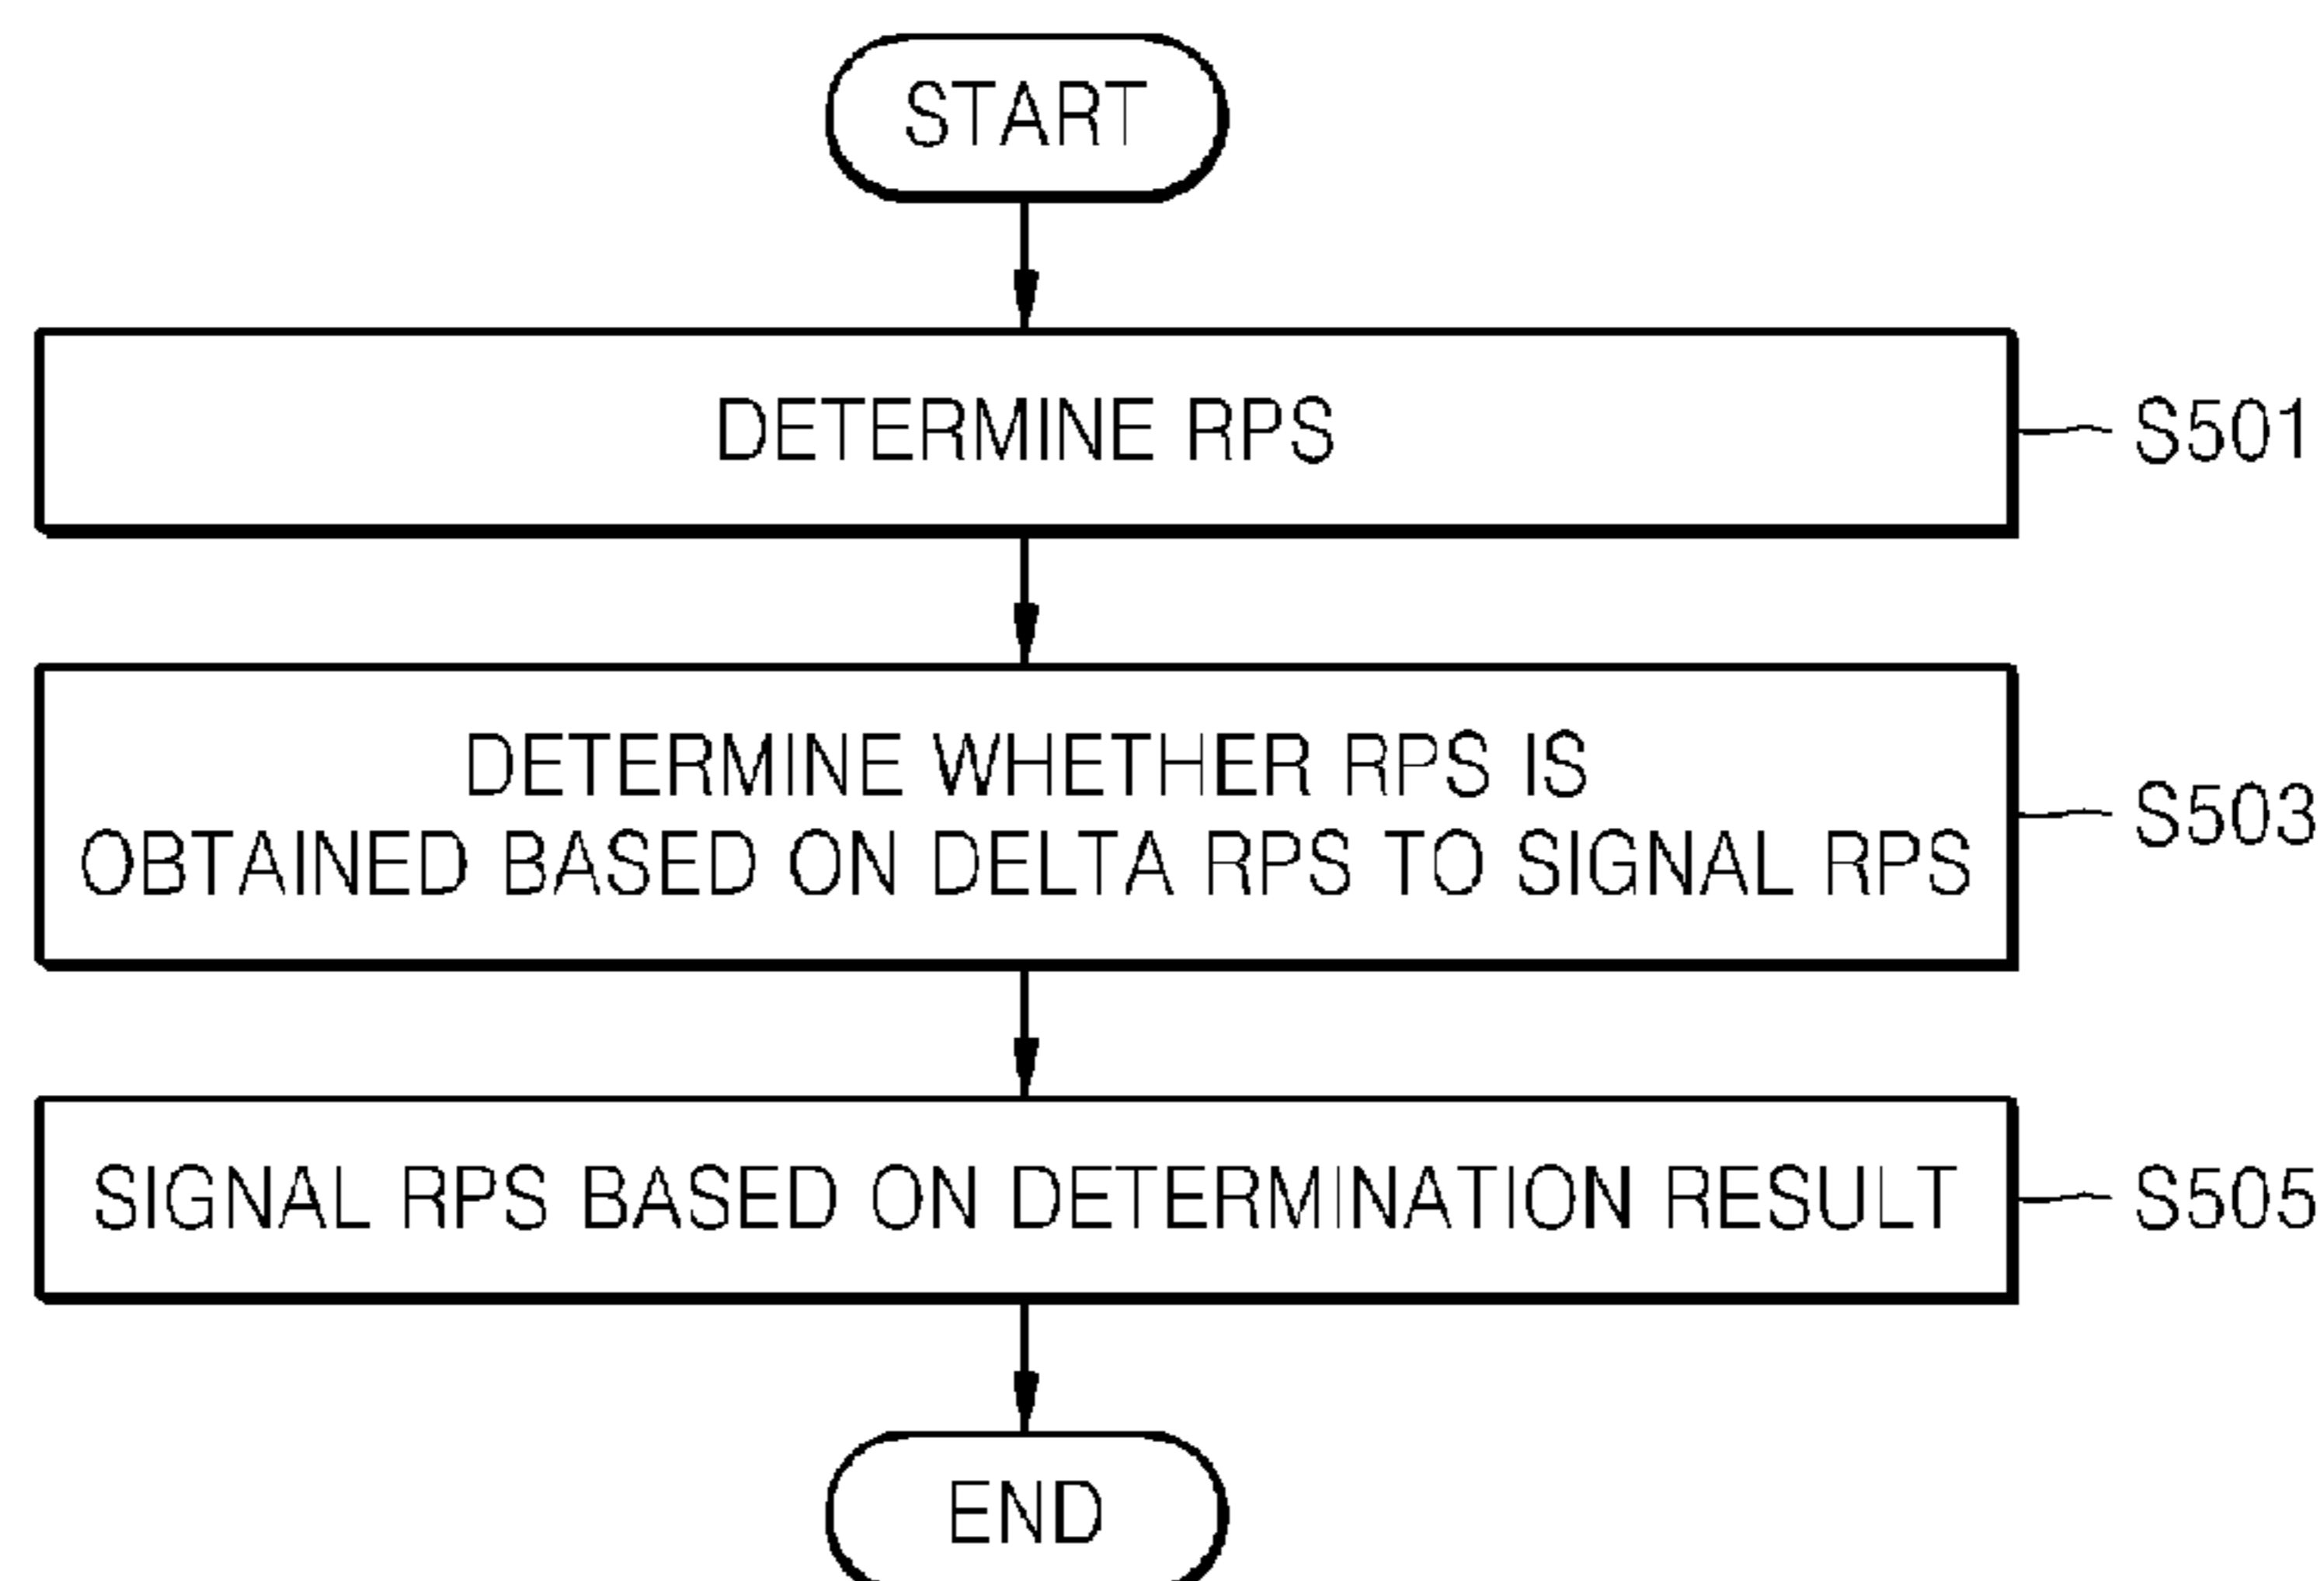 START
DETERMINE RPS
S501
DETERMINE WHETHER RPS IS
OBTAINED BASED ON DELTA RPS TO SIGNAL RPS
S503
SIGNAL RPS BASED ON DETERMINATION RESULT
S505
END